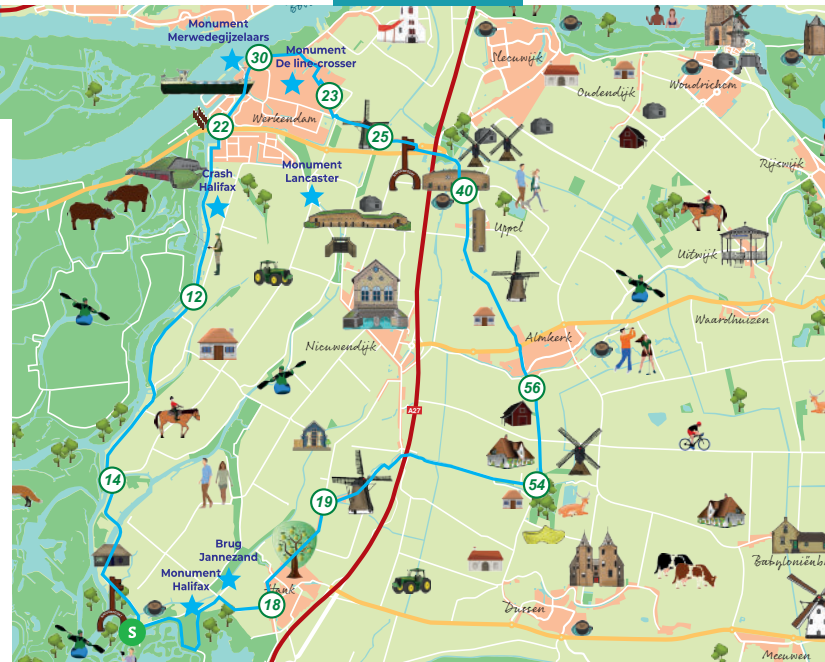 Monument
Merwedegijzelaars
30
Monument
De line-crosser
Sleeuwijk
Woudrichem
Oudendijk
23
Werkendam
22
25
Rijswijk
Crash
Halifax
Monument
Lancaster
40
Uppel
Uitwijk
12
Waardhuizen
Nieuwendijk
Almkerk
56
A27
14
54
19
Brug
Jannezand
Monument
Halifax
Hank
18
S
Dussen
Meeuwen